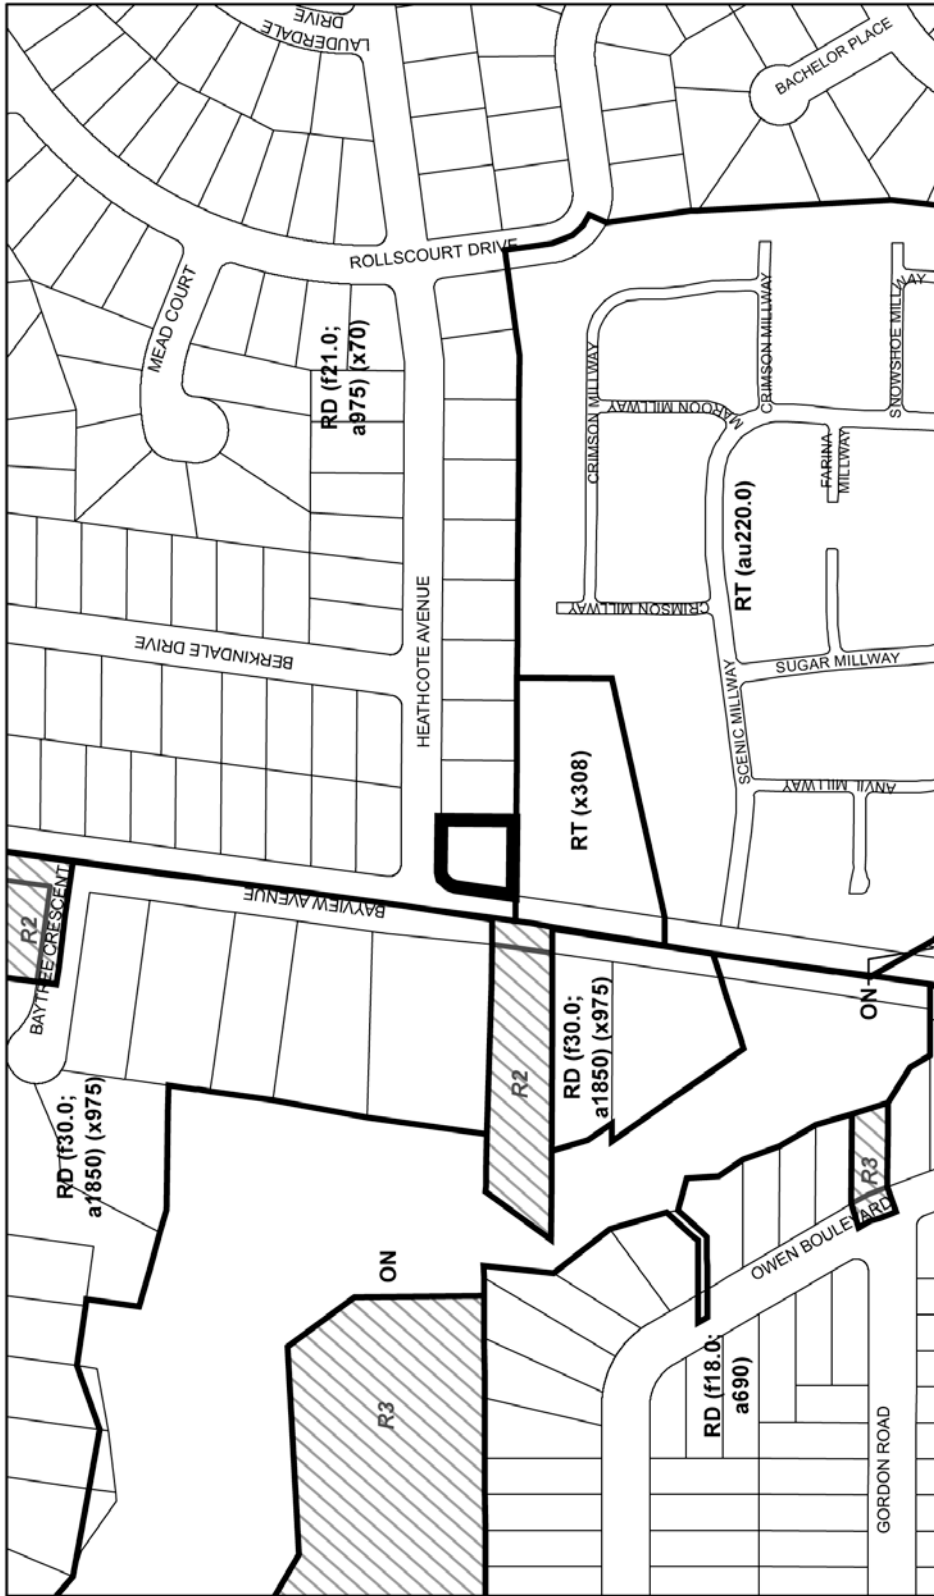 LAUDERDALE
DRIVE
BACHELOR PLACE
ROLLSCOURT DRIVE
MEAD COURT
RD (f21.0;
a975) (x70)
CRIMSON MILLWAY
CRIMSON MILLWAY
MAROON MILLWAY
SNOWSHOE MILLWAY
FARINA
MILLWAY
HEATHCOTE AVENUE
BERKINDALE DRIVE
CRIMSON MILLWAY
RT (au220.0)
SUGAR MILLWAY
SCENIC MILLWAY
ANVIL MILLWAY
RT (x308)
BAYVIEW AVENUE
R2
BAYTREE CRESCENT
RD (f30.0;
a1850) (x975)
R2
RD (f30.0;
a1850) (x975)
ON
ON
R3
R3
OWEN BOULEVARD
RD (f18.0;
a690)
GORDON ROAD